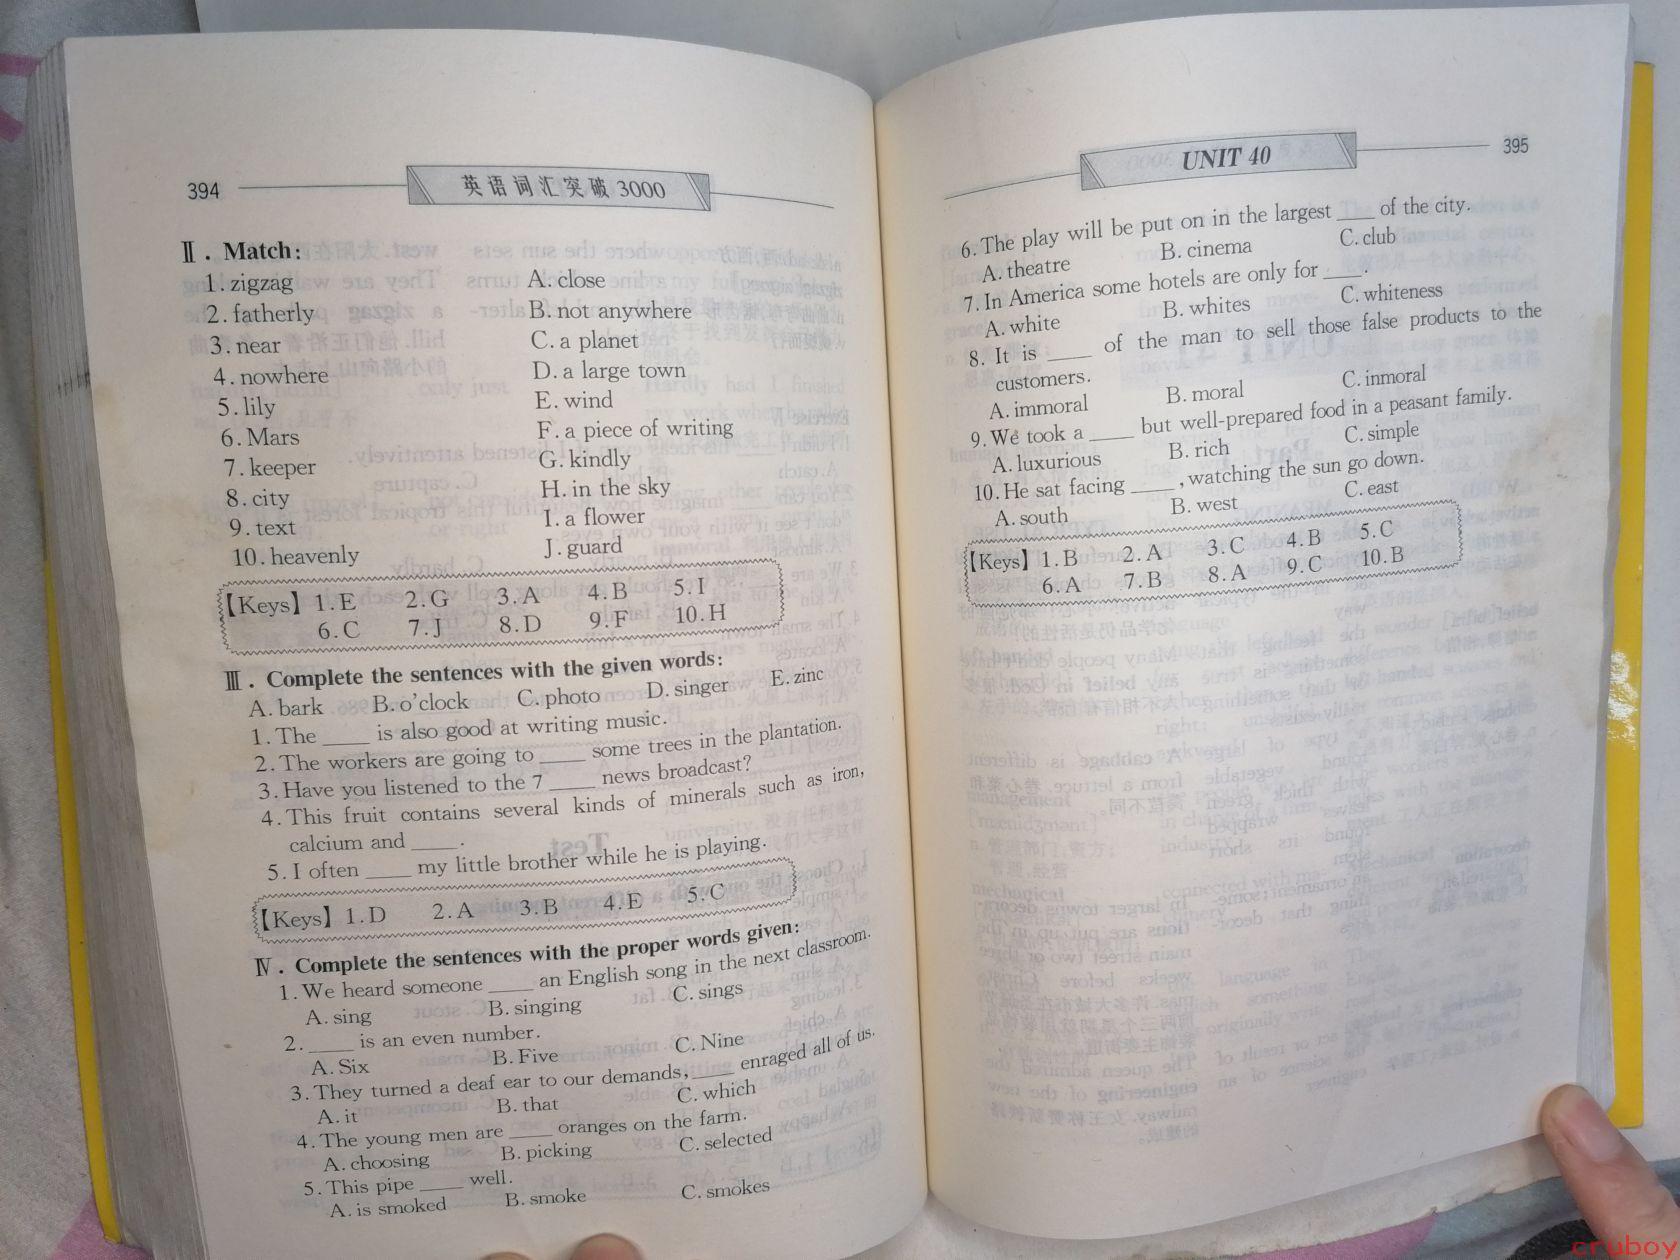 394
英语词汇突破 3000
Ⅱ. Match:
1. zigzag A. close
2. fatherly B. not anywhere
3. near C. a planet
4. nowhere D. a large town
5. lily E. wind
6. Mars F. a piece of writing
7. keeper G. kindly
8. city H. in the sky
9. text I. a flower
10. heavenly J. guard
【Keys】 1. E 2. G 3. A 4. B 5. I
6. C 7. J 8. D 9. F 10. H
Ⅲ. Complete the sentences with the given words:
A. bark B. o'clock C. photo D. singer E. zinc
1. The ____ is also good at writing music.
2. The workers are going to ____ some trees in the plantation.
3. Have you listened to the 7 ____ news broadcast?
4. This fruit contains several kinds of minerals such as iron,
calcium and ____.
5. I often ____ my little brother while he is playing.
【Keys】 1. D 2. A 3. B 4. E 5. C
Ⅳ. Complete the sentences with the proper words given:
1. We heard someone ____ an English song in the next classroom.
A. sing B. singing C. sings
2. ____ is an even number.
A. Six B. Five C. Nine
3. They turned a deaf ear to our demands, ____ enraged all of us.
A. it B. that C. which
4. The young men are ____ oranges on the farm.
A. choosing B. picking C. selected
5. This pipe ____ well.
A. is smoked B. smoke C. smokes
UNIT 40
395
6. The play will be put on in the largest ____ of the city.
A. theatre B. cinema C. club
7. In America some hotels are only for ____.
A. white B. whites C. whiteness
8. It is ____ of the man to sell those false products to the
customers.
A. immoral B. moral C. inmoral
9. We took a ____ but well-prepared food in a peasant family.
A. luxurious B. rich C. simple
10. He sat facing ____, watching the sun go down.
A. south B. west C. east
【Keys】 1. B 2. A 3. C 4. B 5. C
6. A 7. B 8. A 9. C 10. B
cruboy